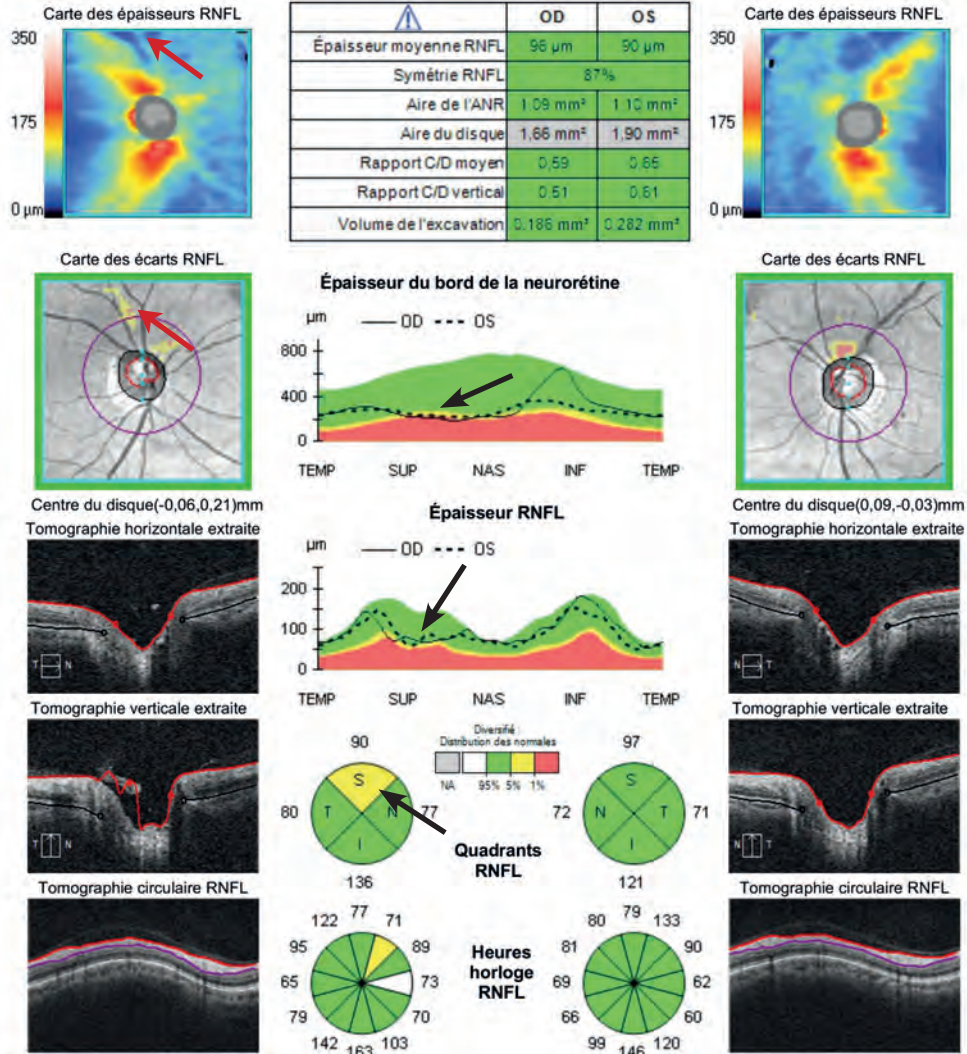 Carte des épaisseurs RNFL
350
175
0 µm
OD OS
Épaisseur moyenne RNFL 96 µm 90 µm
Symétrie RNFL 87%
Aire de l'ANR 1,09 mm² 1,10 mm²
Aire du disque 1,66 mm² 1,90 mm²
Rapport C/D moyen 0,59 0,65
Rapport C/D vertical 0,51 0,61
Volume de l'excavation 0,186 mm³ 0,282 mm³
Carte des épaisseurs RNFL
350
175
0 µm
Carte des écarts RNFL
Centre du disque(-0,06,0,21)mm
Épaisseur du bord de la neurorétine
µm OD OS
800
400
0
TEMP SUP NAS INF TEMP
Carte des écarts RNFL
Centre du disque(0,09,-0,03)mm
Tomographie horizontale extraite
T N
Épaisseur RNFL
µm OD OS
200
100
0
TEMP SUP NAS INF TEMP
Tomographie horizontale extraite
N T
Tomographie verticale extraite
T N
Diversifié :
Distribution des normales
NA 95% 5% 1%
90
80 T S N 77
I
136
Quadrants
RNFL
97
72 N S T 71
I
121
Tomographie verticale extraite
N T
Tomographie circulaire RNFL
122 77 71
95 89
65 73
79 70
142 163 103
Heures
horloge
RNFL
80 79 133
81 90
69 62
66 60
99 146 120
Tomographie circulaire RNFL